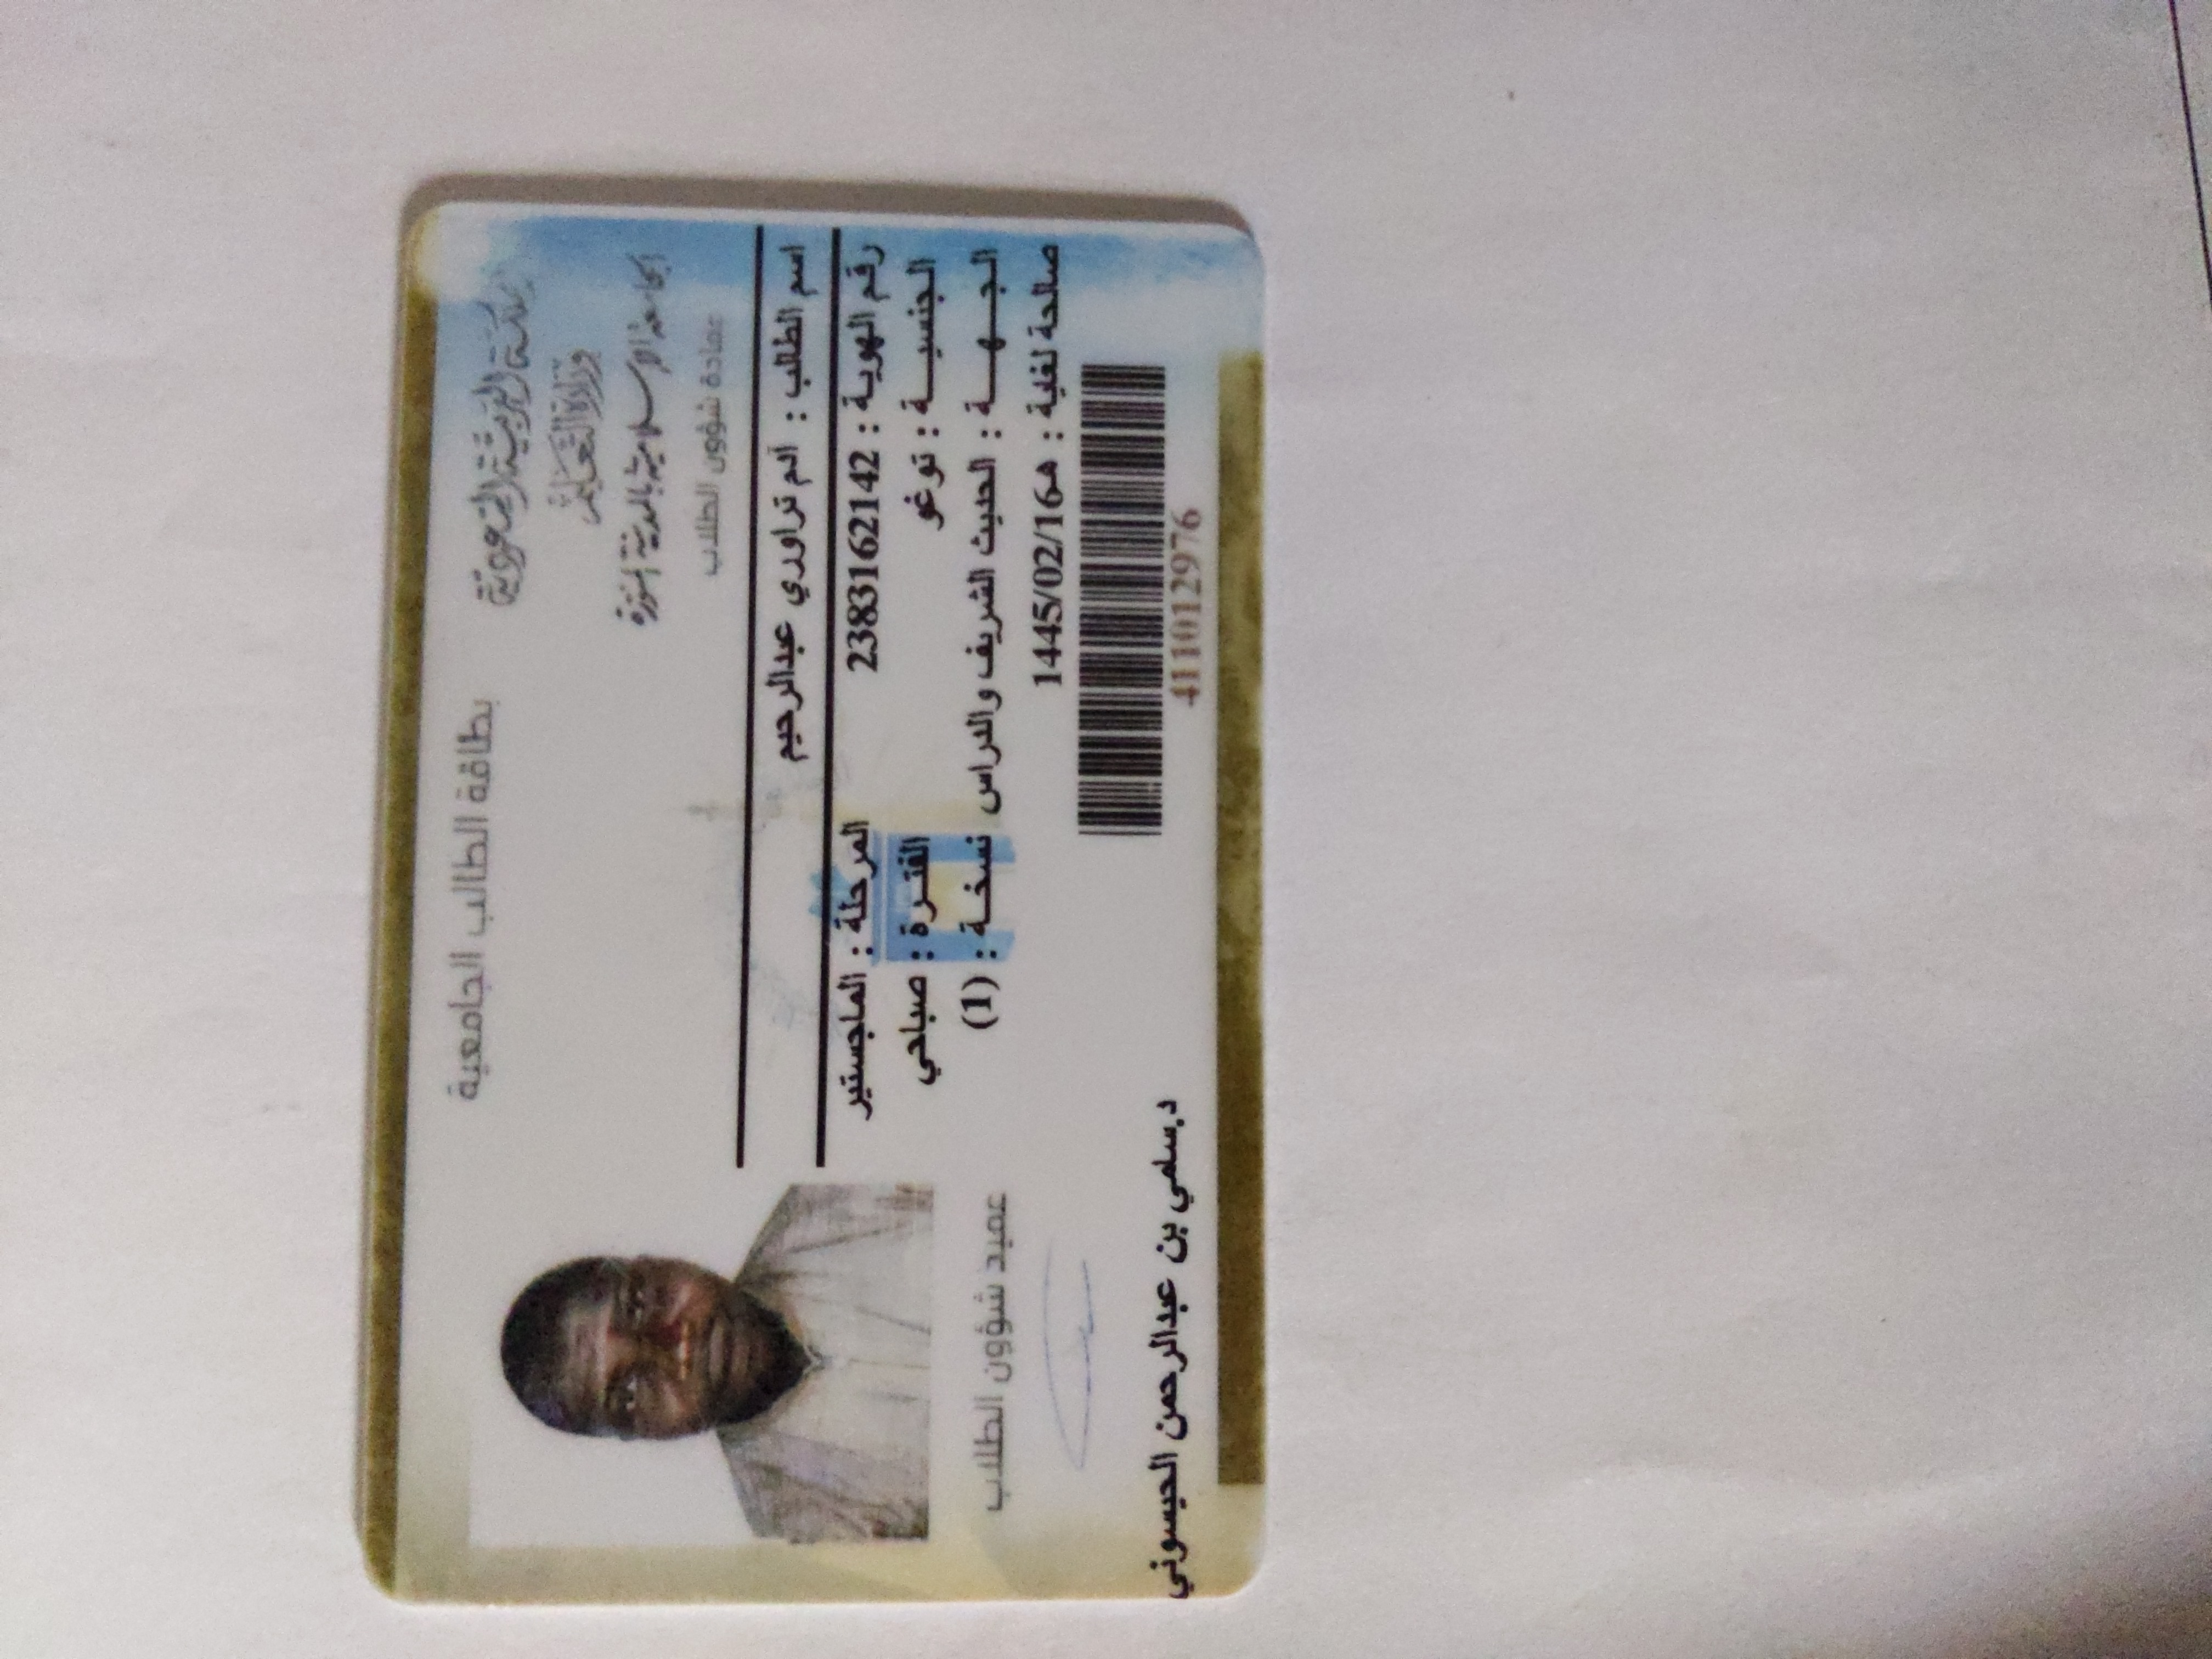 بطاقة الطالب الجامعية
المملكة العربية السعودية
وزارة التعليم
الجامعة الإسلامية بالمدينة المنورة
عمادة شؤون الطلاب
اسم الطالب : آدم تراوري عبدالرحيم
رقم الهوية : 2383162142 المرحلة : الماجستير
الجنسية : توغو الفترة : صباحي
الجهة : الحديث الشريف والدراس نسخة : (1)
صالحة لغاية : 1445/02/16هـ
411012976
عميد شؤون الطلاب
د.سامي بن عبدالرحمن الحيسوني